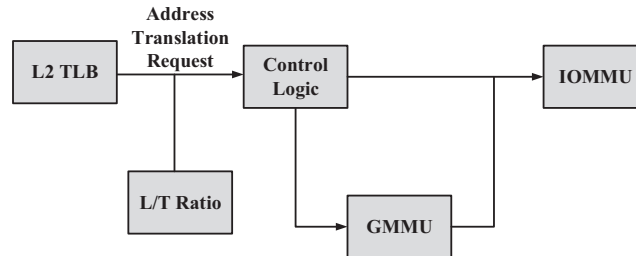 Address
Translation
Request
L2 TLB
Control
Logic
IOMMU
L/T Ratio
GMMU